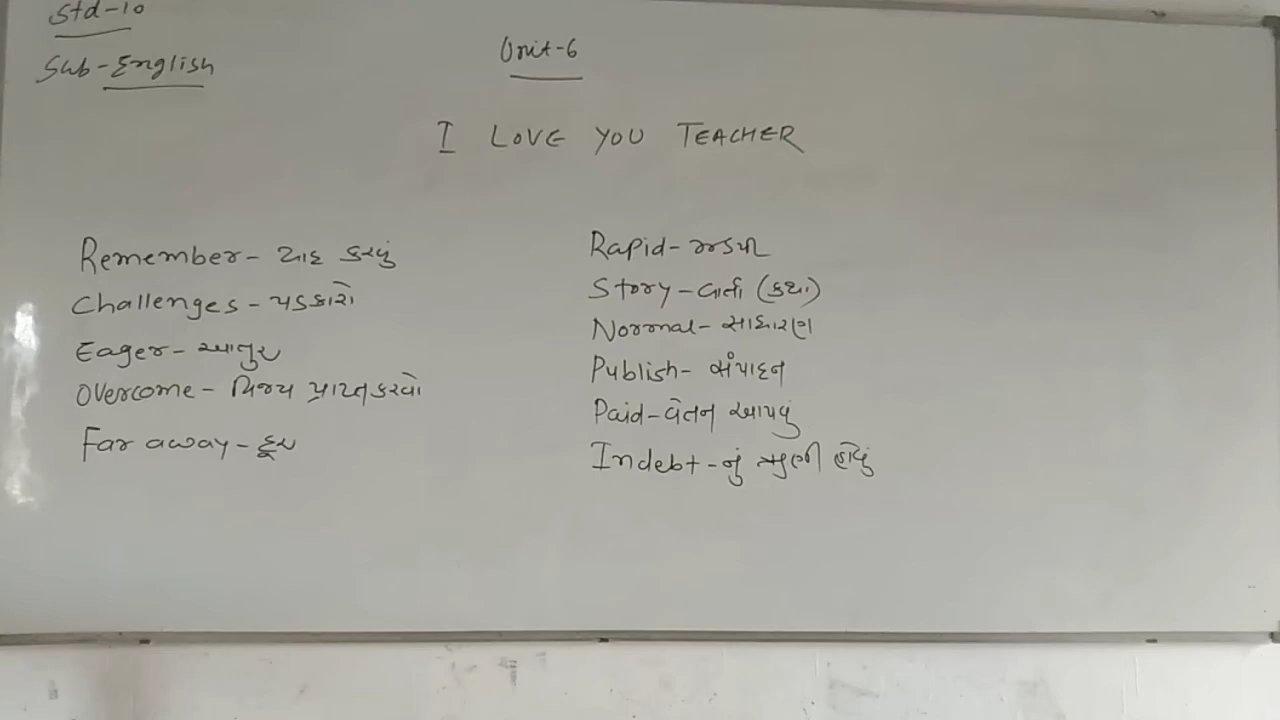 Std-10
Sub-English
Unit-6
I LOVE YOU TEACHER
Remember- યાદ કરવું
Challenges- પડકારો
Eager- આતુર
Overcome- વિજય પ્રાપ્ત કરવો
Far away- દૂર
Rapid- ઝડપી
Story- વાર્તા (કથા)
Normal- સાધારણ
Publish- સંપાદન
Paid- વેતન આપવું
Indebt- નું ઋણી હોવું